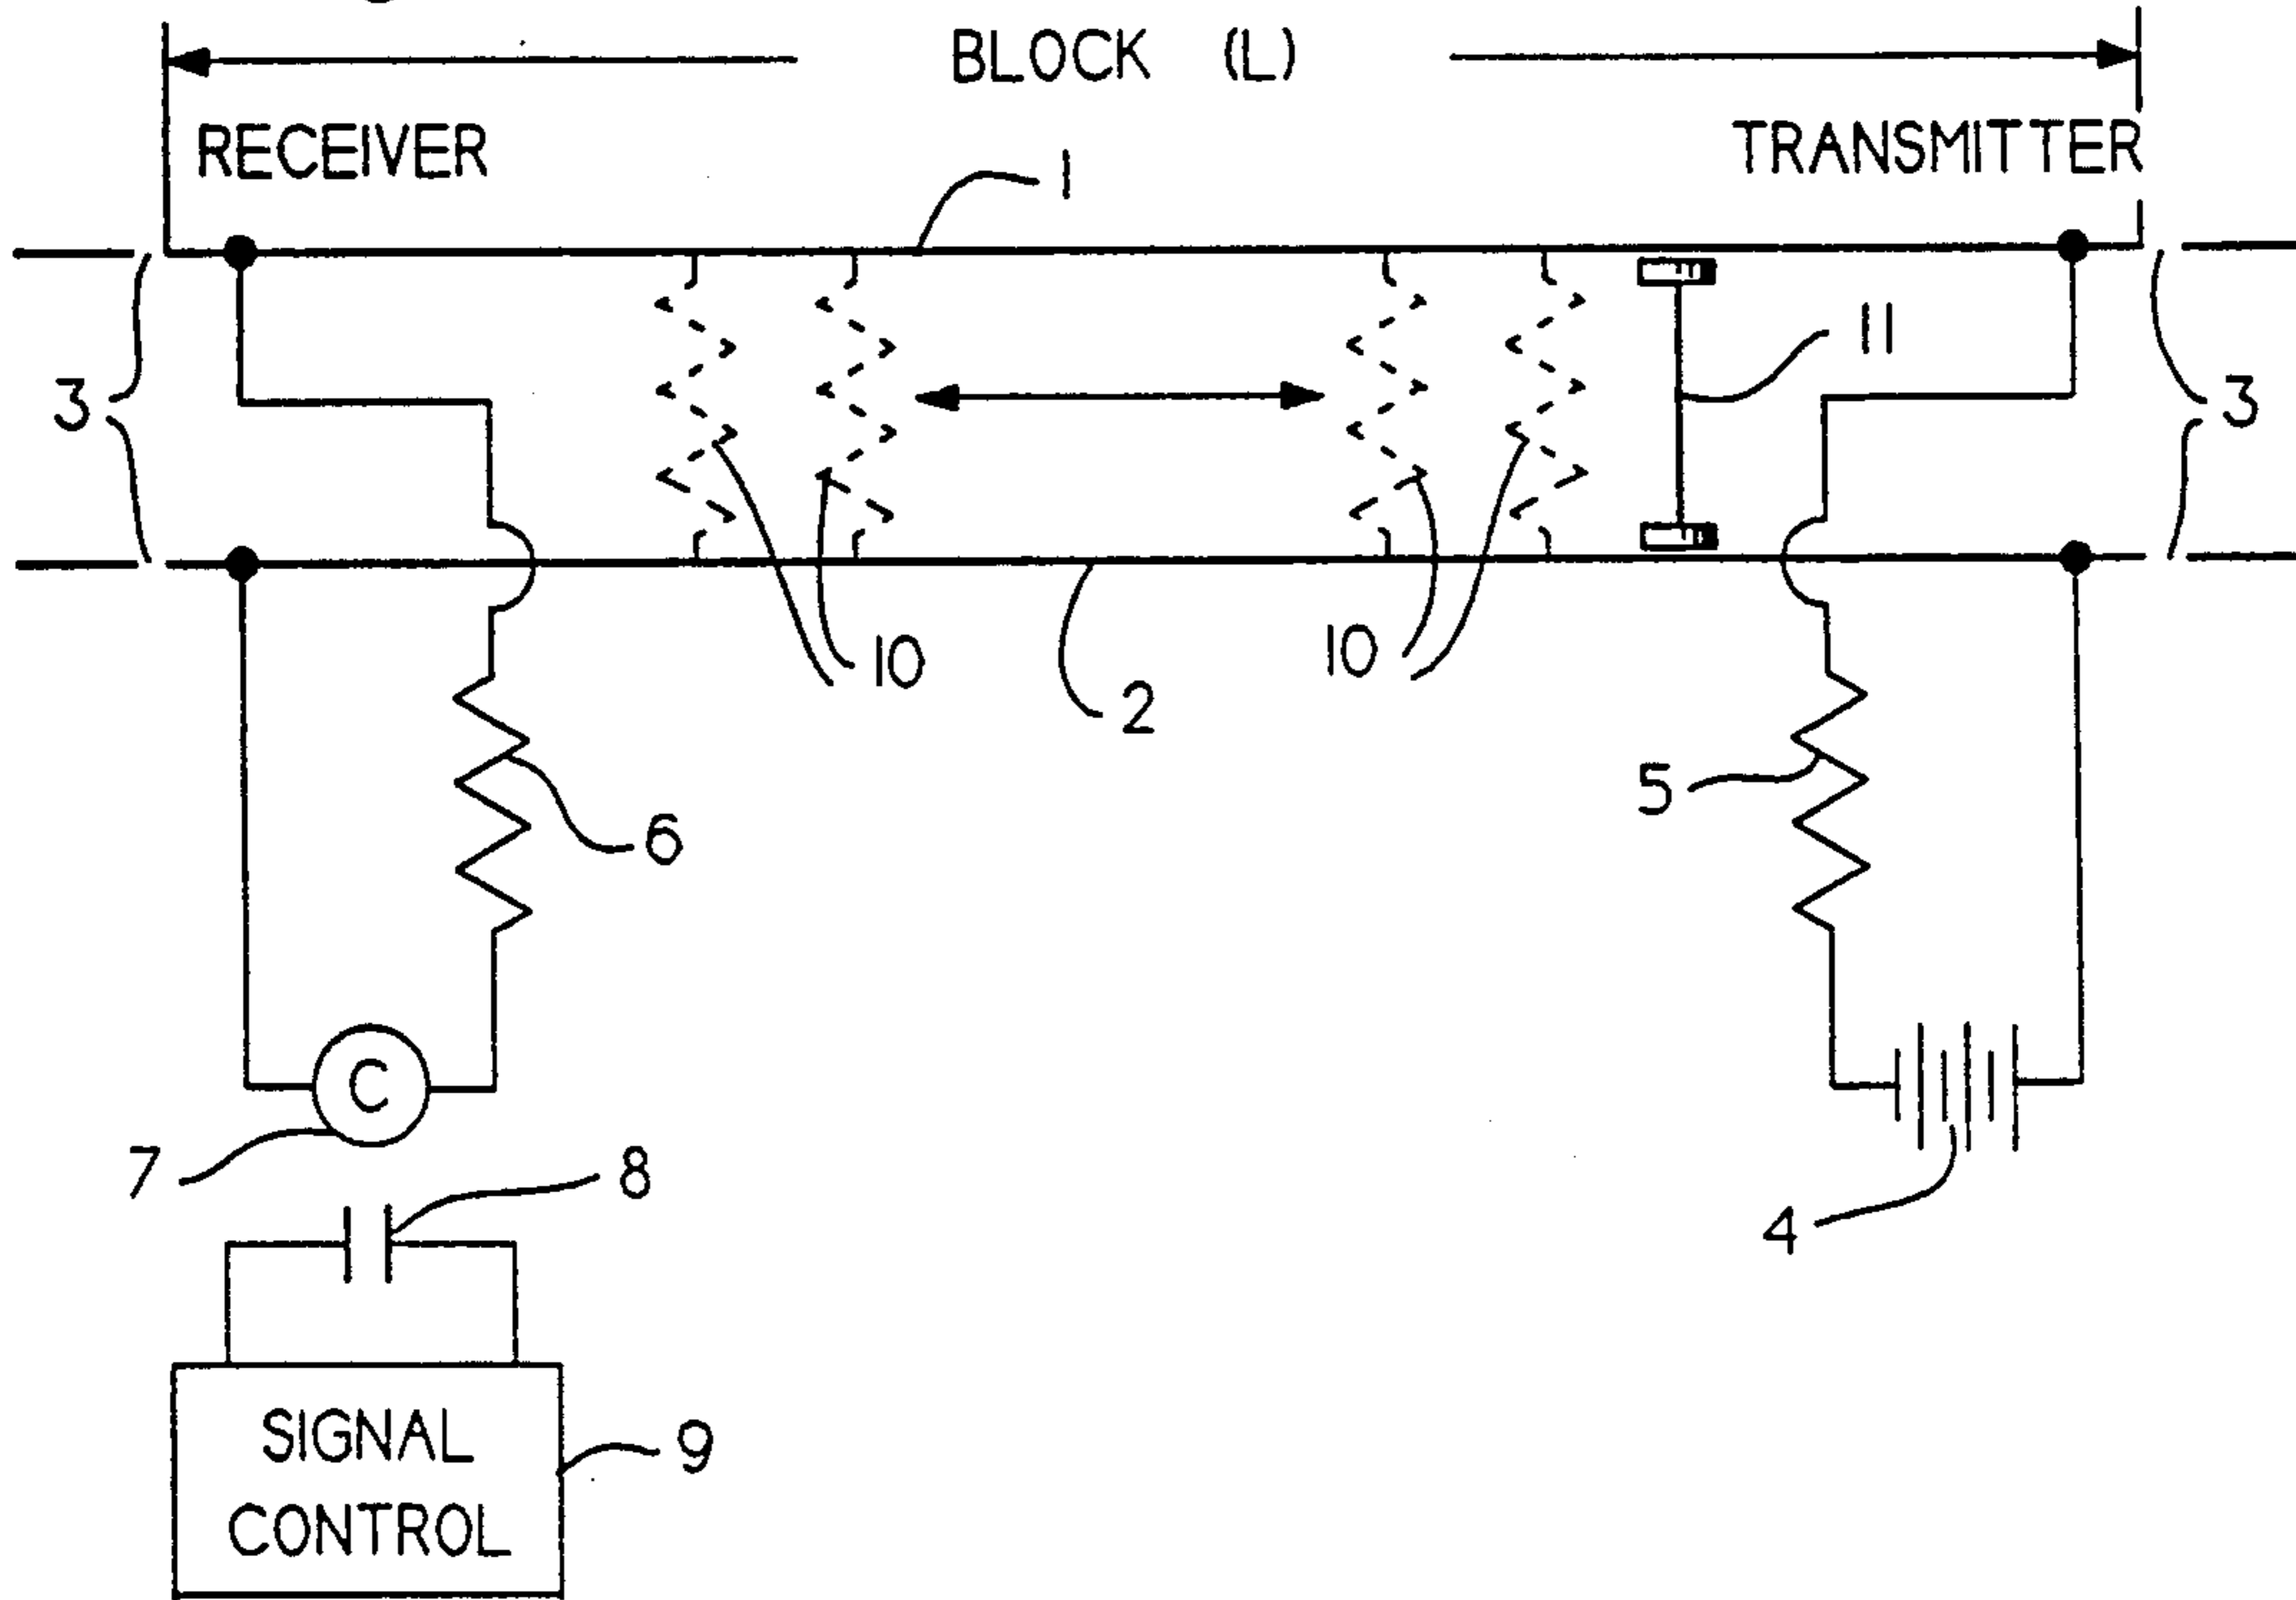 BLOCK (L)
RECEIVER
TRANSMITTER
1
11
3
3
10
10
2
5
6
C
7
8
4
SIGNAL
CONTROL
9